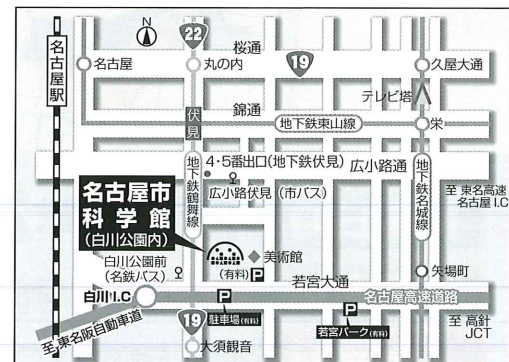 N
22
桜通
名古屋駅
名古屋
丸の内
19
久屋大通
テレビ塔
錦通
伏見
地下鉄東山線
栄
4・5番出口(地下鉄伏見)
広小路通
広小路伏見(市バス)
地下鉄鶴舞線
地下鉄名城線
至 東名高速
名古屋I.C
名古屋市
科学館
(白川公園内)
白川公園前
(名鉄バス)
美術館
(有料)
P
矢場町
若宮大通
白川I.C
P
P
名古屋高速道路
19
駐車場(有料)
若宮パーク(有料)
至 高針
JCT
至.東名阪自動車道
大須観音